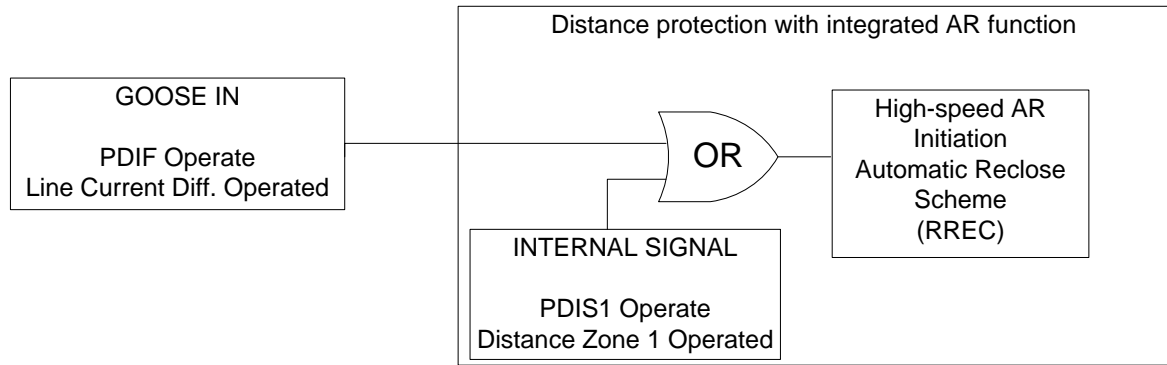 Distance protection with integrated AR function
GOOSE IN
PDIF Operate
Line Current Diff. Operated
OR
High-speed AR
Initiation
Automatic Reclose
Scheme
(RREC)
INTERNAL SIGNAL
PDIS1 Operate
Distance Zone 1 Operated